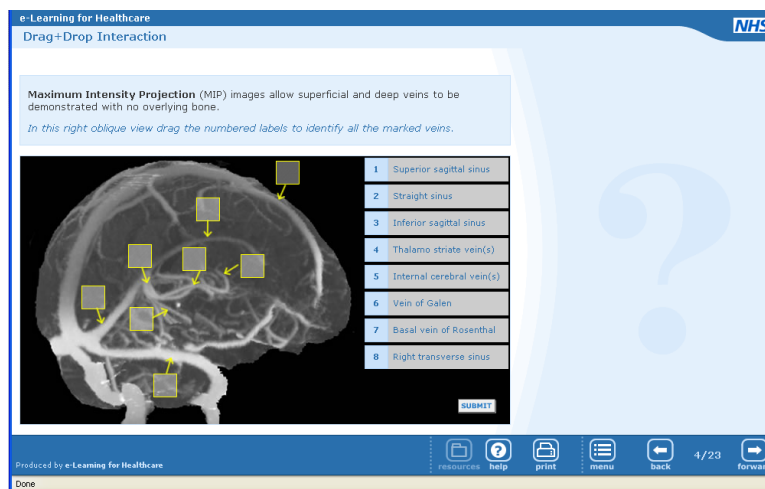 e-Learning for Healthcare
NHS
Drag+Drop Interaction
Maximum Intensity Projection (MIP) images allow superficial and deep veins to be
demonstrated with no overlying bone.
In this right oblique view drag the numbered labels to identify all the marked veins.
1 Superior sagittal sinus
2 Straight sinus
3 Inferior sagittal sinus
4 Thalamo striate vein(s)
5 Internal cerebral vein(s)
6 Vein of Galen
7 Basal vein of Rosenthal
8 Right transverse sinus
SUBMIT
?
Produced by e-Learning for Healthcare
resources help print menu back 4/23 forwar
Done